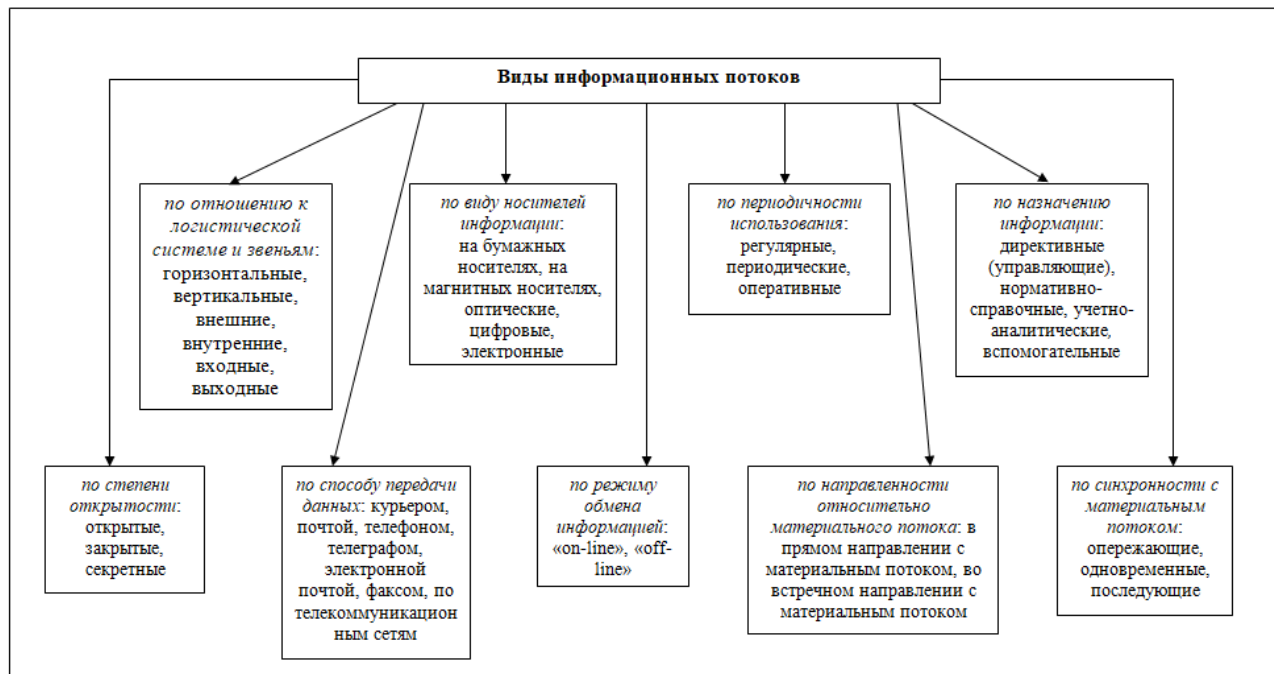 Виды информационных потоков
по отношению к
логистической
системе и звеньям:
горизонтальные,
вертикальные,
внешние,
внутренние,
входные,
выходные
по виду носителей
информации:
на бумажных
носителях, на
магнитных носителях,
оптические,
цифровые,
электронные
по периодичности
использования:
регулярные,
периодические,
оперативные
по назначению
информации:
директивные
(управляющие),
нормативно-
справочные, учетно-
аналитические,
вспомогательные
по степени
открытости:
открытые,
закрытые,
секретные
по способу передачи
данных: курьером,
почтой, телефоном,
телеграфом,
электронной
почтой, факсом, по
телекоммуникацион
ным сетям
по режиму
обмена
информацией:
«on-line», «off-
line»
по направленности
относительно
материального потока: в
прямом направлении с
материальным потоком, во
встречном направлении с
материальным потоком
по синхронности с
материальным
потоком:
опережающие,
одновременные,
последующие